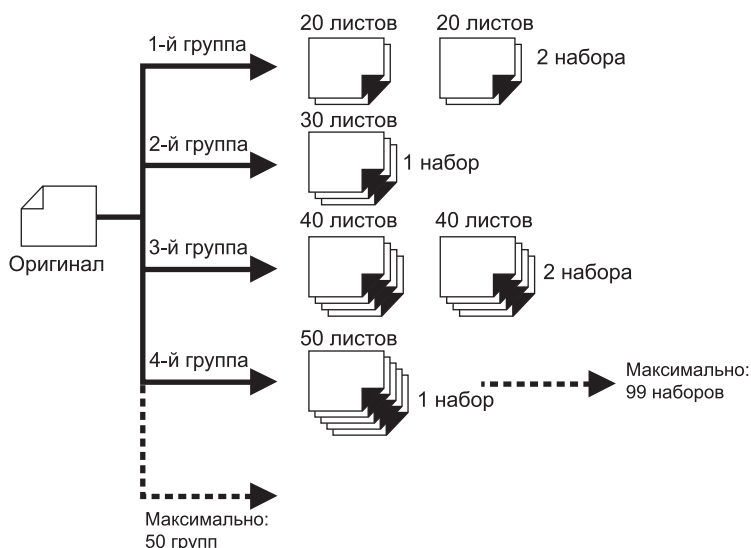 20 листов 20 листов
1-й группа
2 набора
30 листов
2-й группа
1 набор
40 листов 40 листов
3-й группа
Оригинал
2 набора
50 листов
4-й группа
1 набор
Максимально:
99 наборов
Максимально:
50 групп